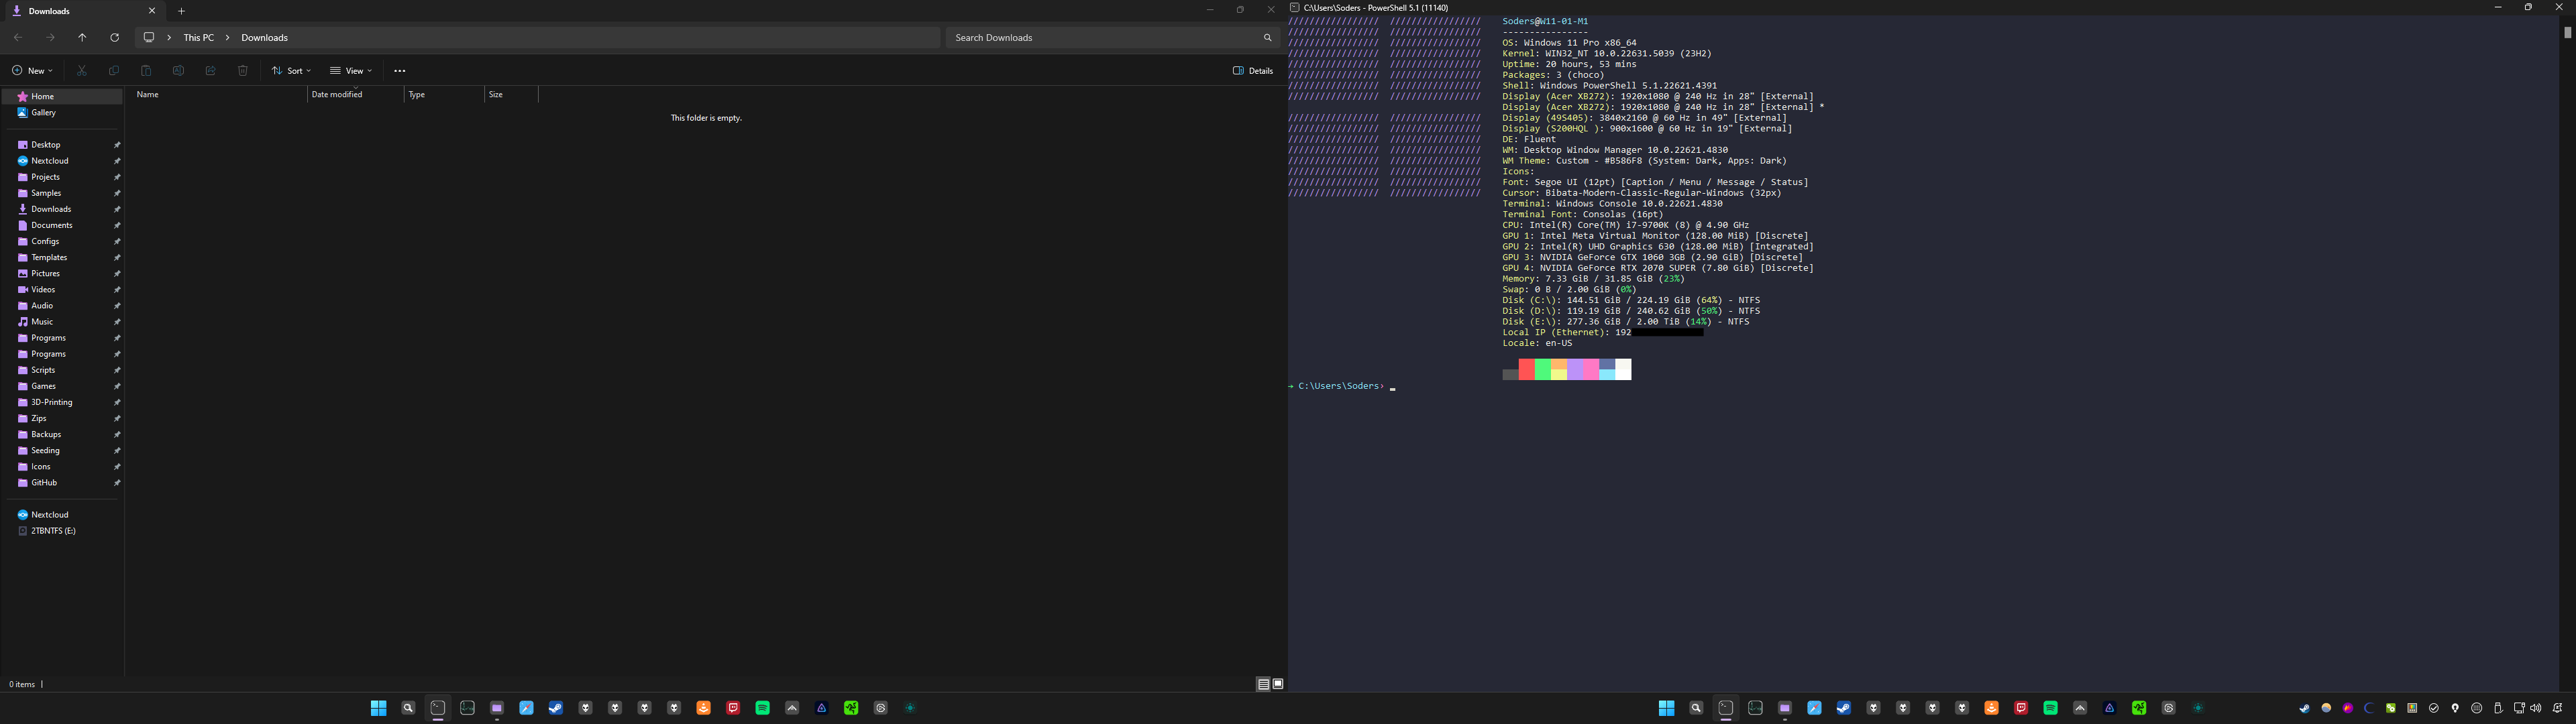 Downloads
This PC
Downloads
Search Downloads
New
Sort
View
Details
Home
Gallery
Desktop
Nextcloud
Projects
Samples
Downloads
Documents
Configs
Templates
Pictures
Videos
Audio
Music
Programs
Programs
Scripts
Games
3D-Printing
Zips
Backups
Seeding
Icons
GitHub
Nextcloud
2TBNTFS (E:)
Name Date modified Type Size
This folder is empty.
0 items
C:\Users\Soders - PowerShell 5.1 (11140)
Soders@W11-01-M1
----------------
OS: Windows 11 Pro x86_64
Kernel: WIN32_NT 10.0.22631.5039 (23H2)
Uptime: 20 hours, 53 mins
Packages: 3 (choco)
Shell: Windows PowerShell 5.1.22621.4391
Display (Acer XB272): 1920x1080 @ 240 Hz in 28" [External]
Display (Acer XB272): 1920x1080 @ 240 Hz in 28" [External] *
Display (49S405): 3840x2160 @ 60 Hz in 49" [External]
Display (S200HQL ): 900x1600 @ 60 Hz in 19" [External]
DE: Fluent
WM: Desktop Window Manager 10.0.22621.4830
WM Theme: Custom - #B586F8 (System: Dark, Apps: Dark)
Icons:
Font: Segoe UI (12pt) [Caption / Menu / Message / Status]
Cursor: Bibata-Modern-Classic-Regular-Windows (32px)
Terminal: Windows Console 10.0.22621.4830
Terminal Font: Consolas (16pt)
CPU: Intel(R) Core(TM) i7-9700K (8) @ 4.90 GHz
GPU 1: Intel Meta Virtual Monitor (128.00 MiB) [Discrete]
GPU 2: Intel(R) UHD Graphics 630 (128.00 MiB) [Integrated]
GPU 3: NVIDIA GeForce GTX 1060 3GB (2.90 GiB) [Discrete]
GPU 4: NVIDIA GeForce RTX 2070 SUPER (7.80 GiB) [Discrete]
Memory: 7.33 GiB / 31.85 GiB (23%)
Swap: 0 B / 2.00 GiB (0%)
Disk (C:\): 144.51 GiB / 224.19 GiB (64%) - NTFS
Disk (D:\): 119.19 GiB / 240.62 GiB (50%) - NTFS
Disk (E:\): 277.36 GiB / 2.00 TiB (14%) - NTFS
Local IP (Ethernet): 192
Locale: en-US
→ C:\Users\Soders›